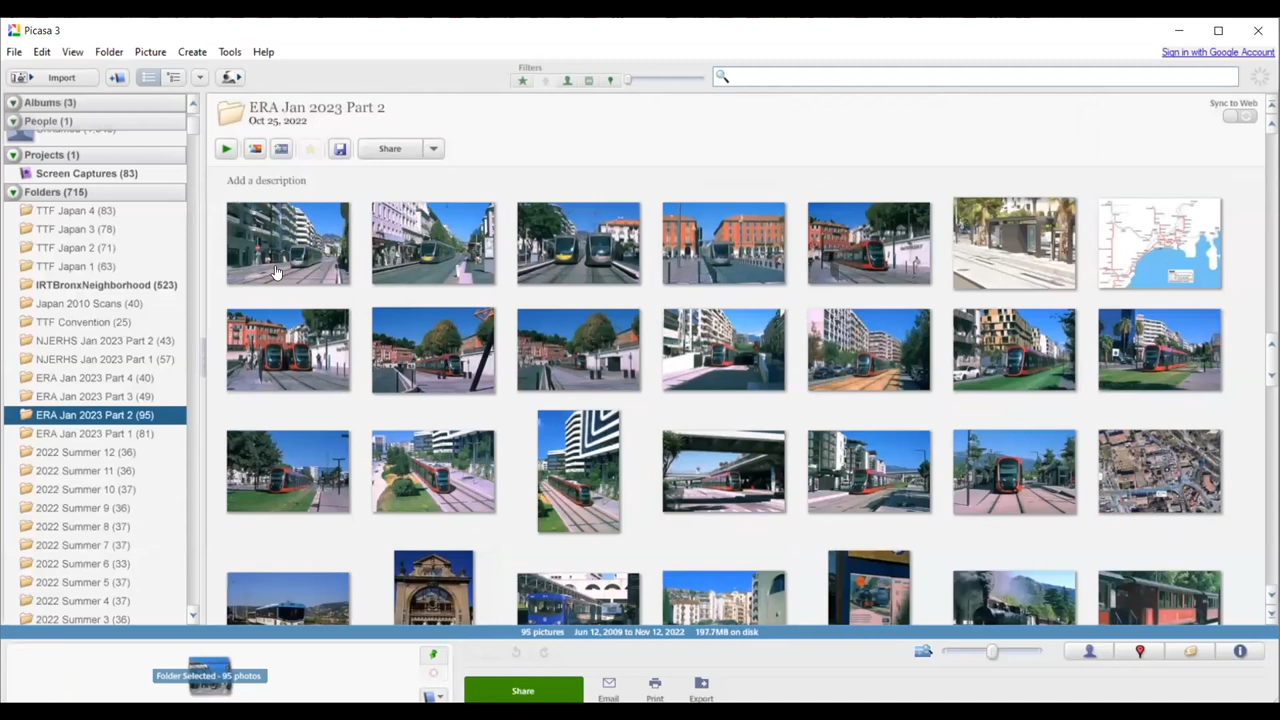 Picasa 3
File Edit View Folder Picture Create Tools Help
Sign in with Google Account
Import
Filters
Albums (3)
People (1)
Projects (1)
Screen Captures (83)
Folders (715)
TTF Japan 4 (83)
TTF Japan 3 (78)
TTF Japan 2 (71)
TTF Japan 1 (63)
IRTBronxNeighborhood (523)
Japan 2010 Scans (40)
TTF Convention (25)
NJERHS Jan 2023 Part 2 (43)
NJERHS Jan 2023 Part 1 (57)
ERA Jan 2023 Part 4 (40)
ERA Jan 2023 Part 3 (49)
ERA Jan 2023 Part 2 (95)
ERA Jan 2023 Part 1 (81)
2022 Summer 12 (36)
2022 Summer 11 (36)
2022 Summer 10 (37)
2022 Summer 9 (36)
2022 Summer 8 (37)
2022 Summer 7 (37)
2022 Summer 6 (33)
2022 Summer 5 (37)
2022 Summer 4 (37)
2022 Summer 3 (36)
ERA Jan 2023 Part 2
Oct 25, 2022
Sync to Web
Share
Add a description
95 pictures Jun 12, 2009 to Nov 12, 2022 197.7MB on disk
Folder Selected - 95 photos
Share
Email
Print
Export